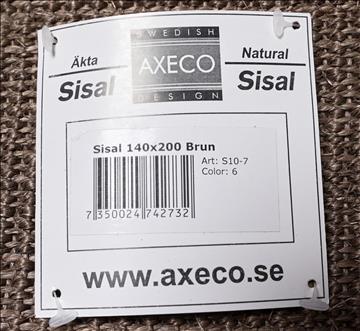 SWEDISH
AXECO
DESIGN
Äkta
Sisal
Natural
Sisal
Sisal 140x200 Brun
Art: S10-7
Color: 6
7 350024 742732
www.axeco.se